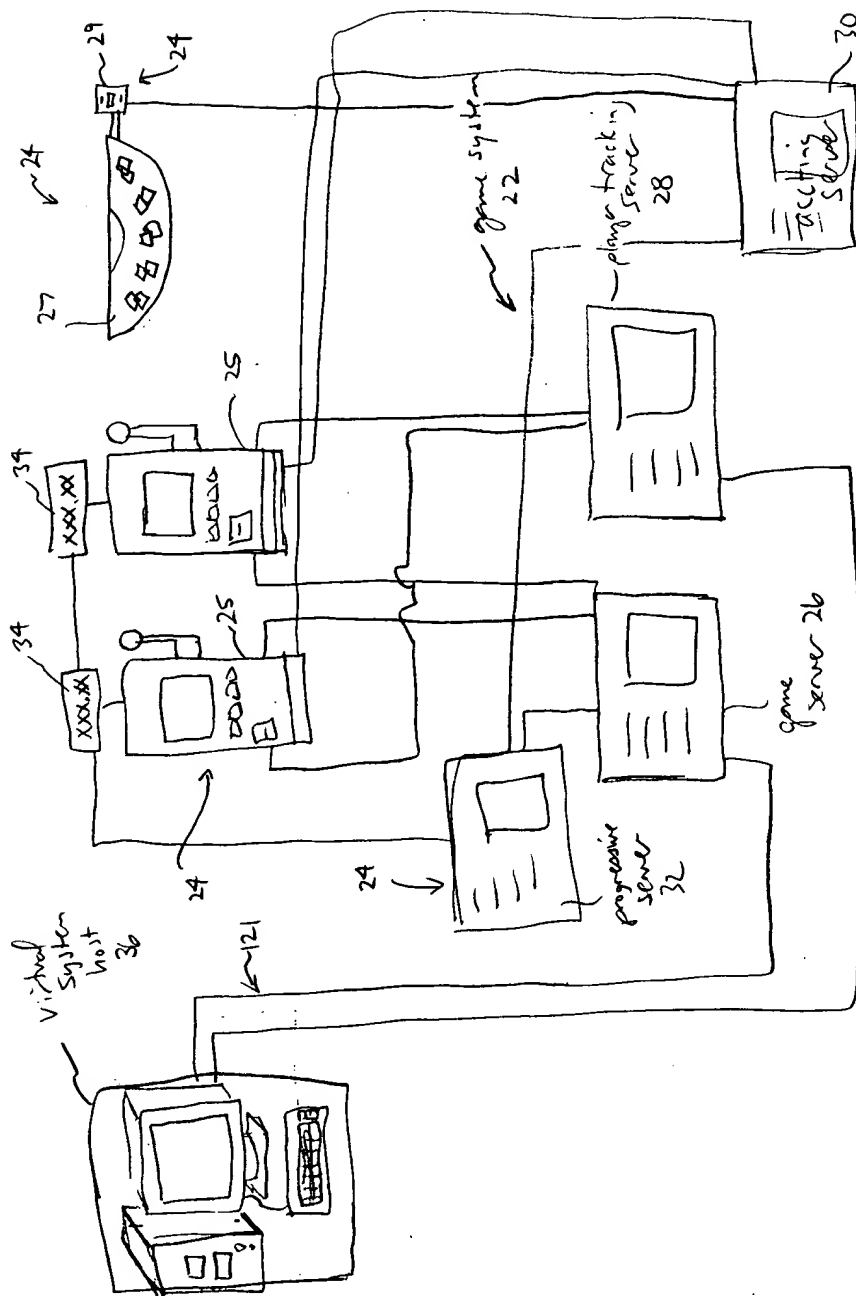 29
24
24
27
34
xxx.xx
25
34
xxx.xx
25
24
game system
22
player tracking
server
28
30
accting
server
24
progressive
server
32
game
server 26
Virtual
System
host
36
121